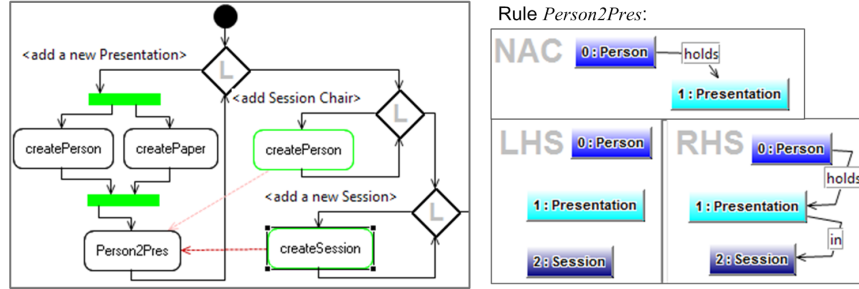 <add a new Presentation>
L
<add Session Chair>
L
createPerson
createPaper
createPerson
<add a new Session>
L
Person2Pres
createSession
Rule Person2Pres:
NAC
0 : Person
holds
1 : Presentation
LHS
0 : Person
1 : Presentation
2 : Session
RHS
0 : Person
holds
1 : Presentation
in
2 : Session